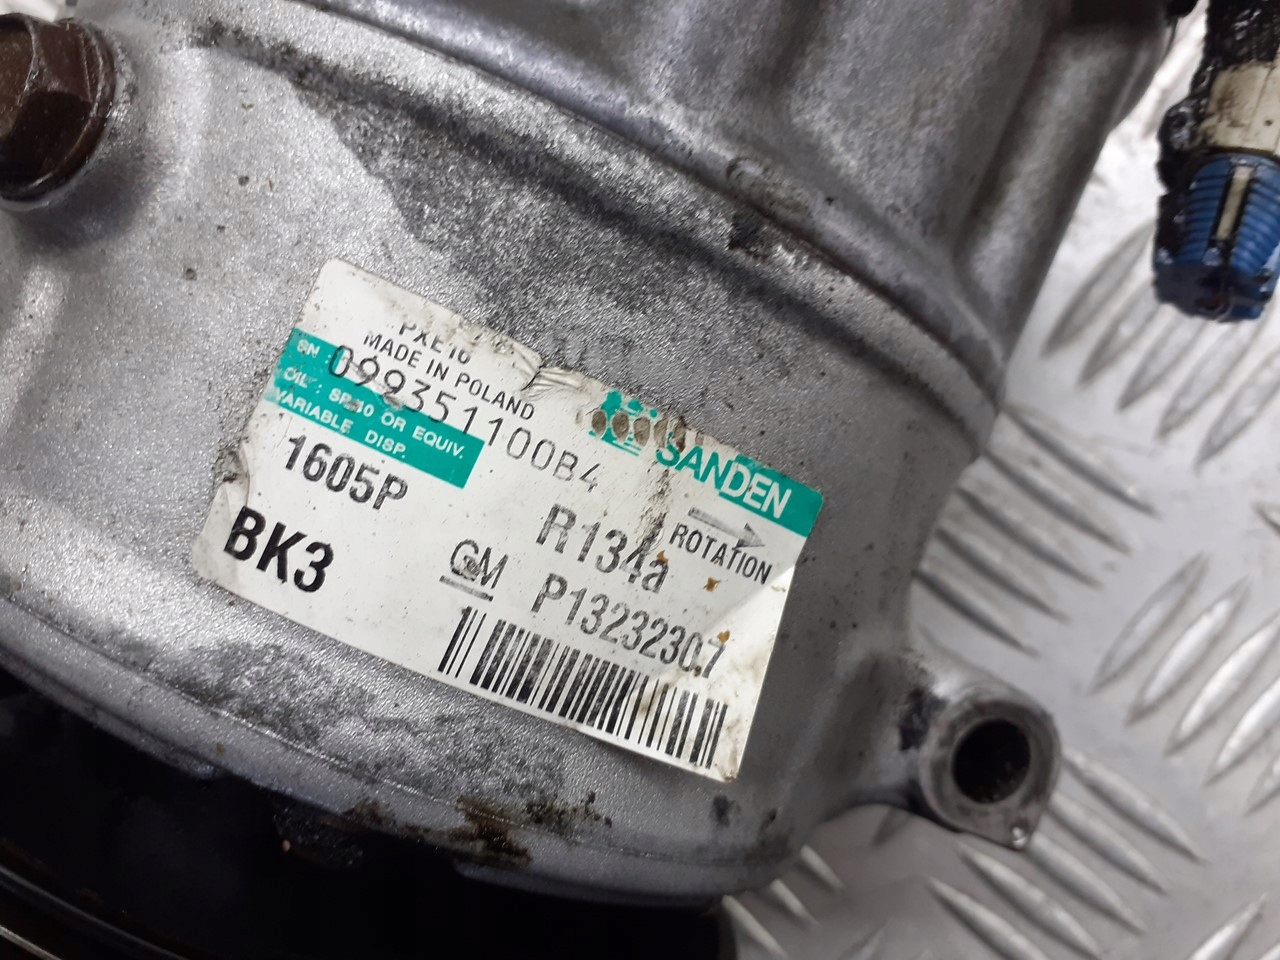 PXE16
MADE IN POLAND
SN 099351100B4
OIL : SP-10 OR EQUIV.
VARIABLE DISP.
SANDEN
1605P
R134a
ROTATION
BK3
GM
P13232307